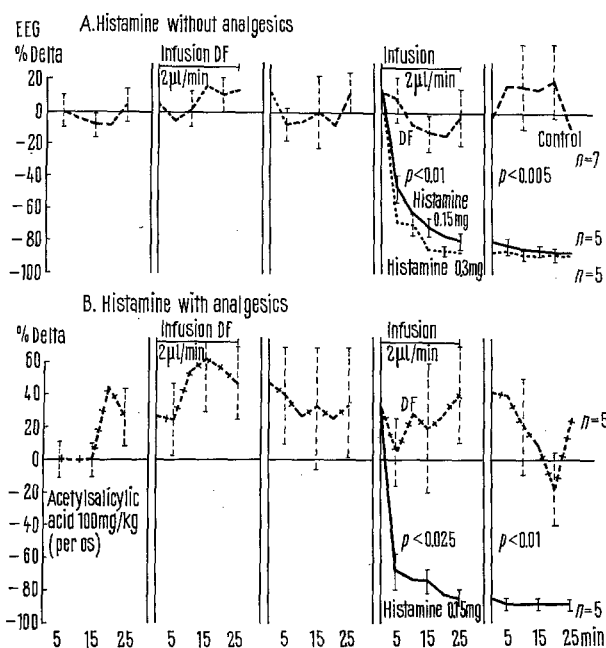 EEG
A. Histamine without analgesics
% Delta
Infusion DF
2µl/min
Infusion
2µl/min
20
0
-20
-40
-60
-80
-100
DF
Control
n=7
p<0.01
p<0.005
Histamine
0.15mg
n=5
Histamine 0.3mg
n=5
B. Histamine with analgesics
% Delta
Infusion DF
2µl/min
Infusion
2µl/min
60
40
20
0
-20
-40
-60
-80
-100
DF
n=5
Acetylsalicylic
acid 100mg/kg
(per os)
p<0.025
p<0.01
Histamine 0.15mg
n=5
5 15 25 5 15 25 5 15 25 5 15 25 5 15 25 min